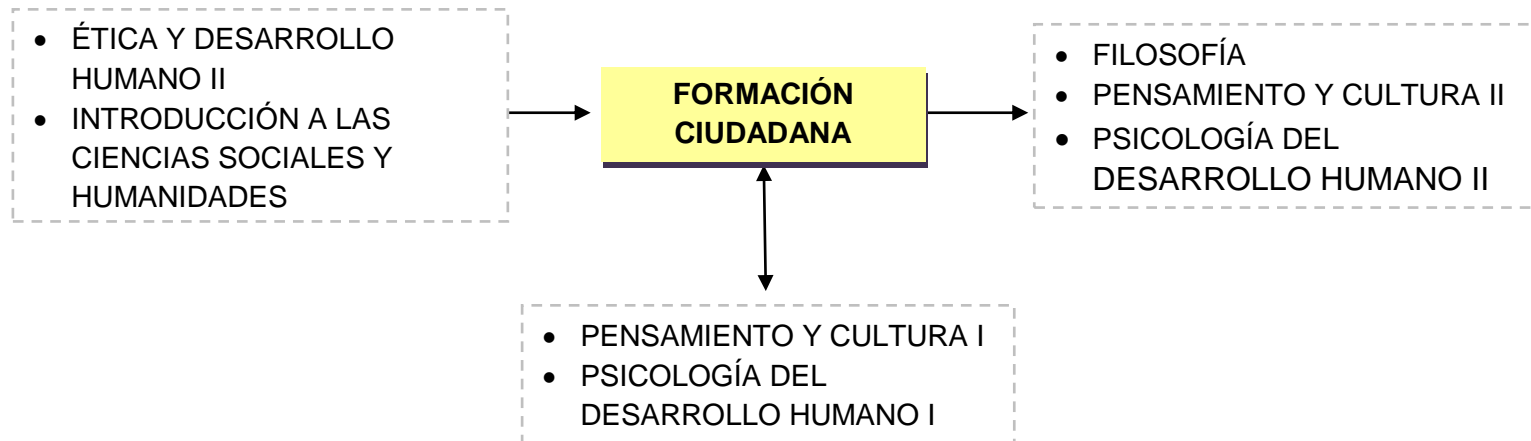 • ÉTICA Y DESARROLLO
HUMANO II
• INTRODUCCIÓN A LAS
CIENCIAS SOCIALES Y
HUMANIDADES
FORMACIÓN
CIUDADANA
• FILOSOFÍA
• PENSAMIENTO Y CULTURA II
• PSICOLOGÍA DEL
DESARROLLO HUMANO II
• PENSAMIENTO Y CULTURA I
• PSICOLOGÍA DEL
DESARROLLO HUMANO I